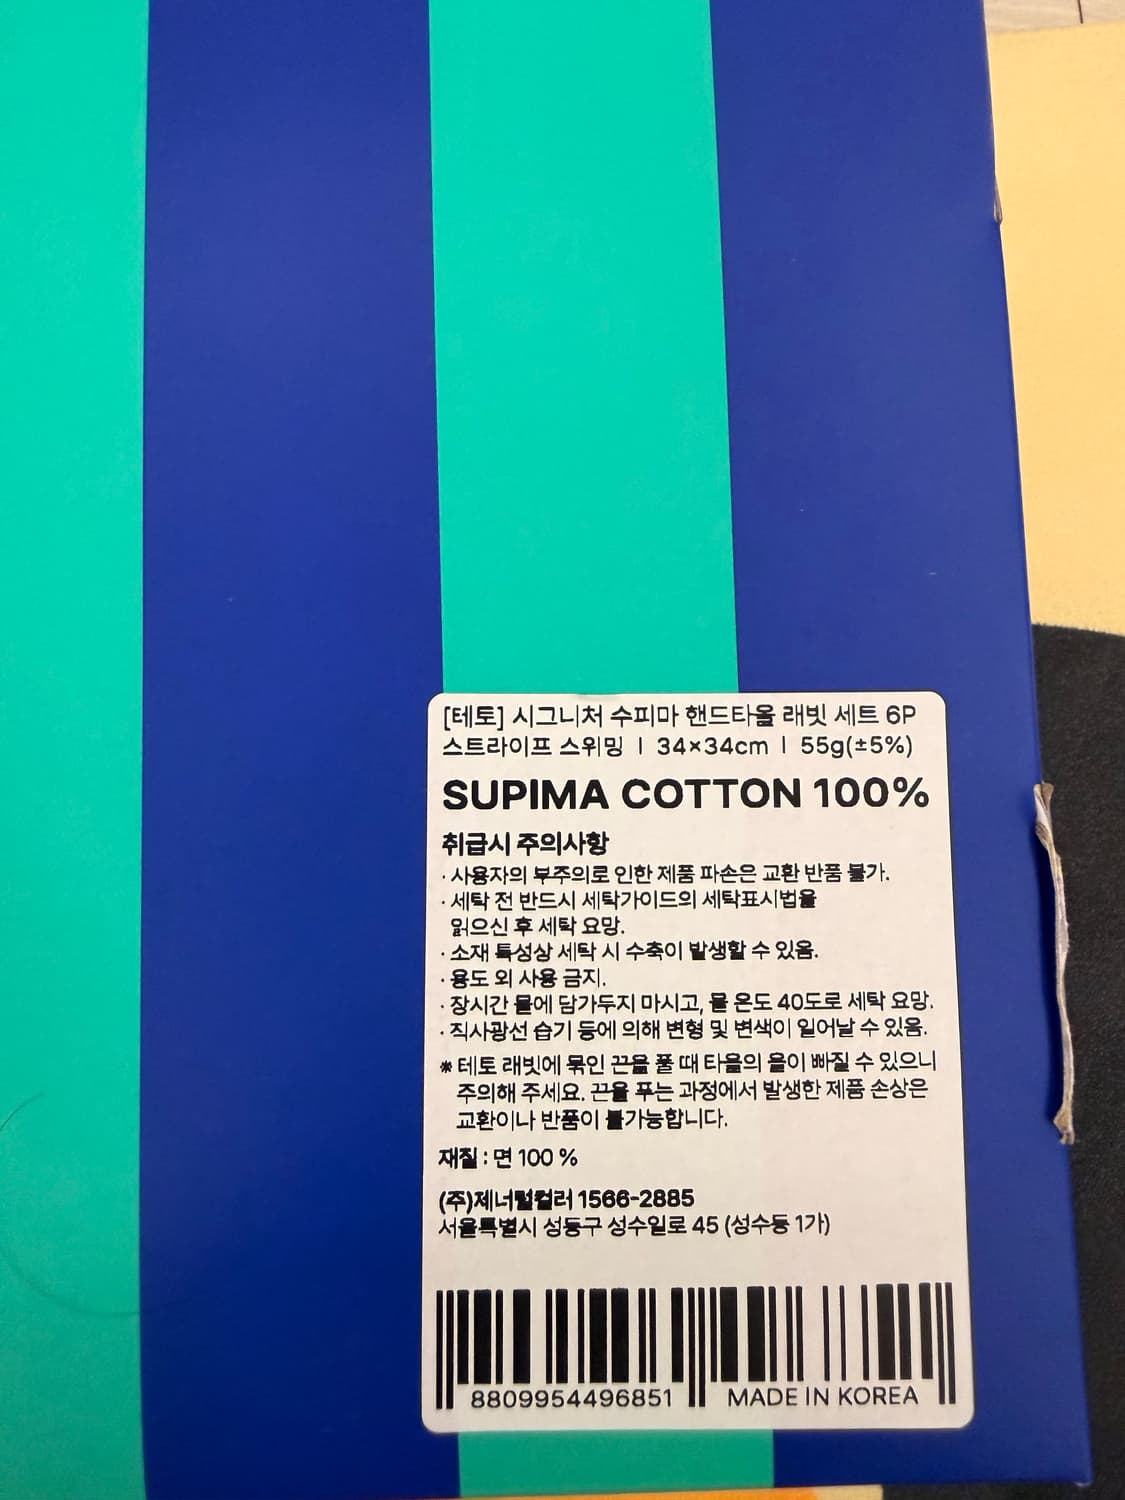 [테토] 시그니처 수피마 핸드타올 래빗 세트 6P
스트라이프 스위밍 | 34×34cm | 55g(±5%)
SUPIMA COTTON 100%
취급시 주의사항
· 사용자의 부주의로 인한 제품 파손은 교환 반품 불가.
· 세탁 전 반드시 세탁가이드의 세탁표시법을
읽으신 후 세탁 요망.
· 소재 특성상 세탁 시 수축이 발생할 수 있음.
· 용도 외 사용 금지.
· 장시간 물에 담가두지 마시고, 물 온도 40도로 세탁 요망.
· 직사광선 습기 등에 의해 변형 및 변색이 일어날 수 있음.
※ 테토 래빗에 묶인 끈을 풀 때 타올의 올이 빠질 수 있으니
주의해 주세요. 끈을 푸는 과정에서 발생한 제품 손상은
교환이나 반품이 불가능합니다.
재질 : 면 100 %
(주)제너럴컬러 1566-2885
서울특별시 성동구 성수일로 45 (성수동 1가)
8809954496851 MADE IN KOREA